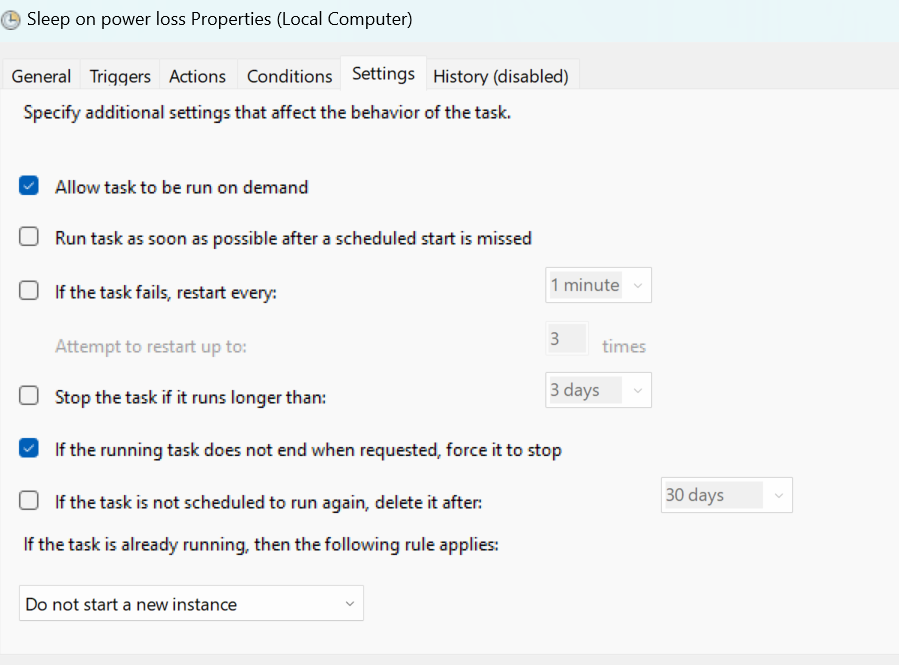 Sleep on power loss Properties (Local Computer)
General Triggers Actions Conditions Settings History (disabled)
Specify additional settings that affect the behavior of the task.
Allow task to be run on demand
Run task as soon as possible after a scheduled start is missed
If the task fails, restart every: 1 minute
Attempt to restart up to: 3 times
Stop the task if it runs longer than: 3 days
If the running task does not end when requested, force it to stop
If the task is not scheduled to run again, delete it after: 30 days
If the task is already running, then the following rule applies:
Do not start a new instance